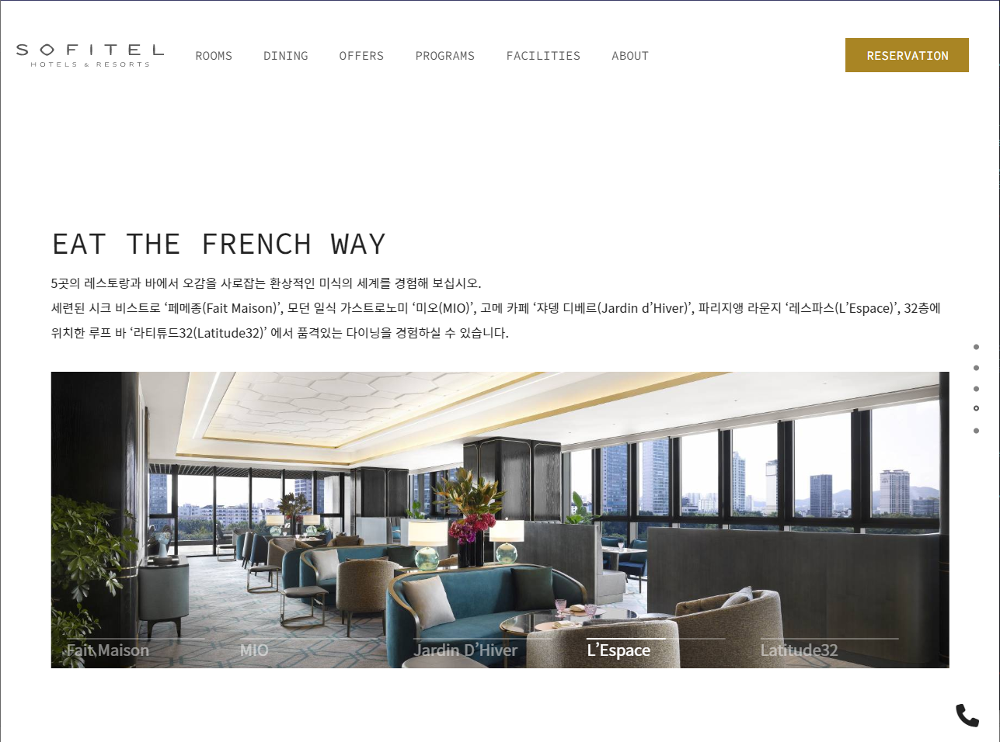 SOFITEL
HOTELS & RESORTS
ROOMS DINING OFFERS PROGRAMS FACILITIES ABOUT
RESERVATION
EAT THE FRENCH WAY
5곳의 레스토랑과 바에서 오감을 사로잡는 환상적인 미식의 세계를 경험해 보십시오.
세련된 시크 비스트로 ‘페메종(Fait Maison)’, 모던 일식 가스트로노미 ‘미오(MIO)’, 고메 카페 ‘쟈뎅 디베르(Jardin d’Hiver)’, 파리지앵 라운지 ‘레스파스(L’Espace)’, 32층에
위치한 루프 바 ‘라티튜드32(Latitude32)’ 에서 품격있는 다이닝을 경험하실 수 있습니다.
Fait Maison MIO Jardin D’Hiver L’Espace Latitude32